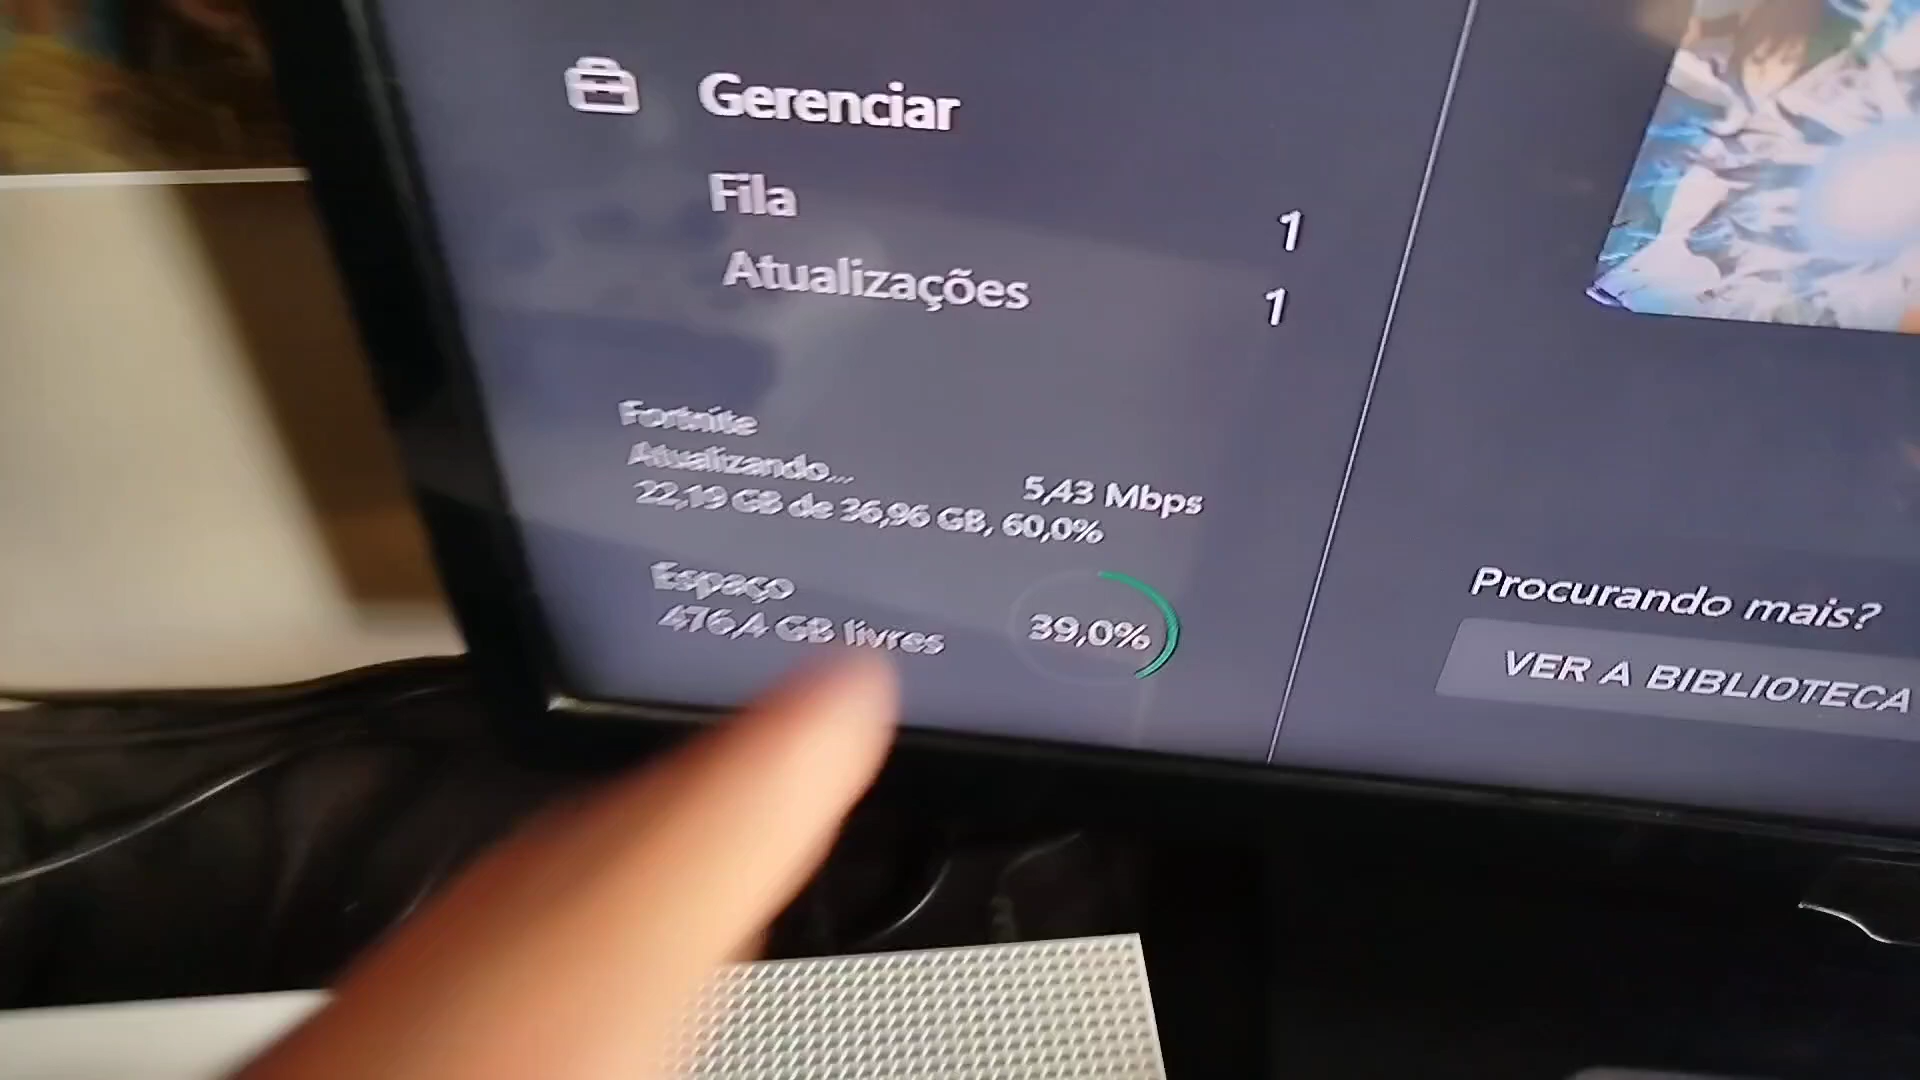 Gerenciar
Fila 1
Atualizações 1
Fortnite
Atualizando... 5,43 Mbps
22,19 GB de 36,96 GB, 60,0%
Espaço
476,4 GB livres 39,0%
Procurando mais?
VER A BIBLIOTECA